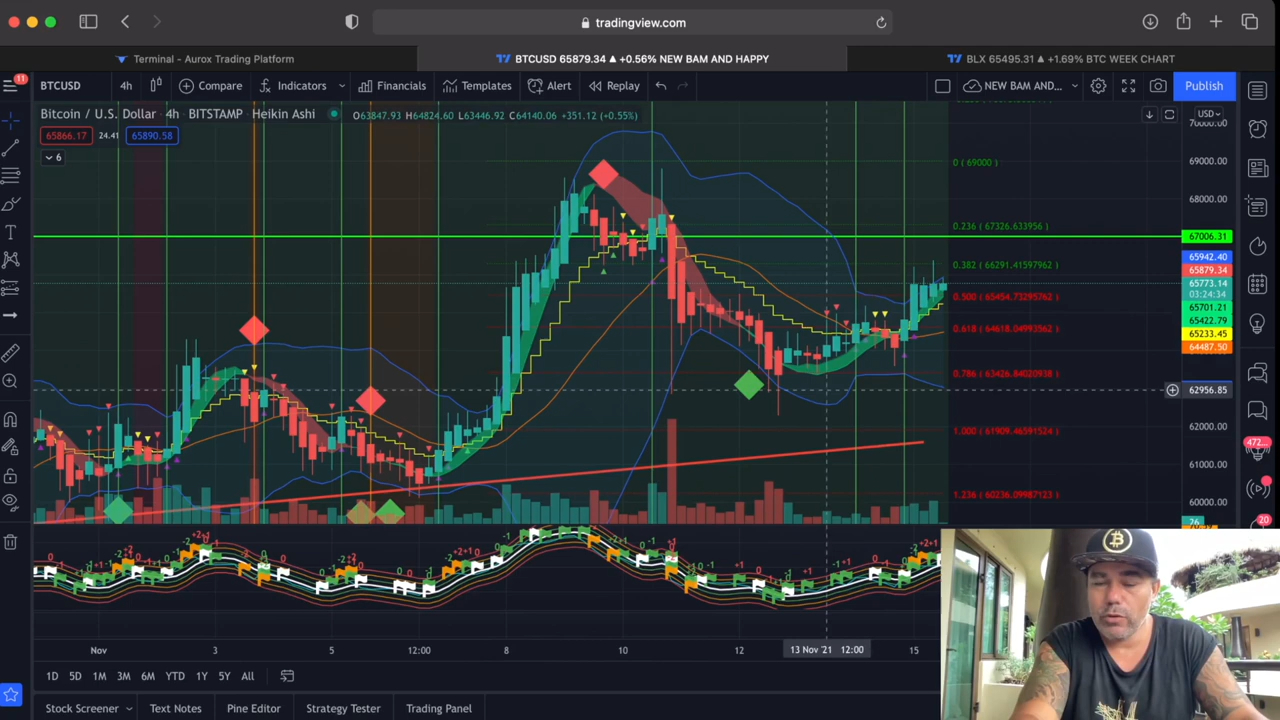 tradingview.com
Terminal - Aurox Trading Platform
BTCUSD 65879.34 ▲ +0.56% NEW BAM AND HAPPY
BLX 65495.31 ▲ +1.69% BTC WEEK CHART
11
BTCUSD 4h Compare Indicators Financials Templates Alert Replay NEW BAM AND... Publish
Bitcoin / U.S. Dollar 4h BITSTAMP Heikin Ashi O63847.93 H64824.60 L63446.92 C64140.06 +351.12 (+0.55%)
USD
65866.17 24.41 65890.58
6
70000.00
69000.00
0 ( 69000 )
68000.00
0.236 ( 67326.633956 )
67006.31
0.382 ( 66291.41597762 )
65942.40
65879.34
65773.14
03:24:34
0.500 ( 65454.73295762 )
65701.21
65422.79
65233.45
0.618 ( 64618.04993562 )
64487.50
0.786 ( 63426.84020938 )
62956.85
1.000 ( 61909.46591524 )
62000.00
61000.00
1.236 ( 60236.09987123 )
60000.00
26
472...
20
Nov 3 5 12:00 8 10 12 13 Nov '21 12:00 15
1D 5D 1M 3M 6M YTD 1Y 5Y All
Stock Screener Text Notes Pine Editor Strategy Tester Trading Panel